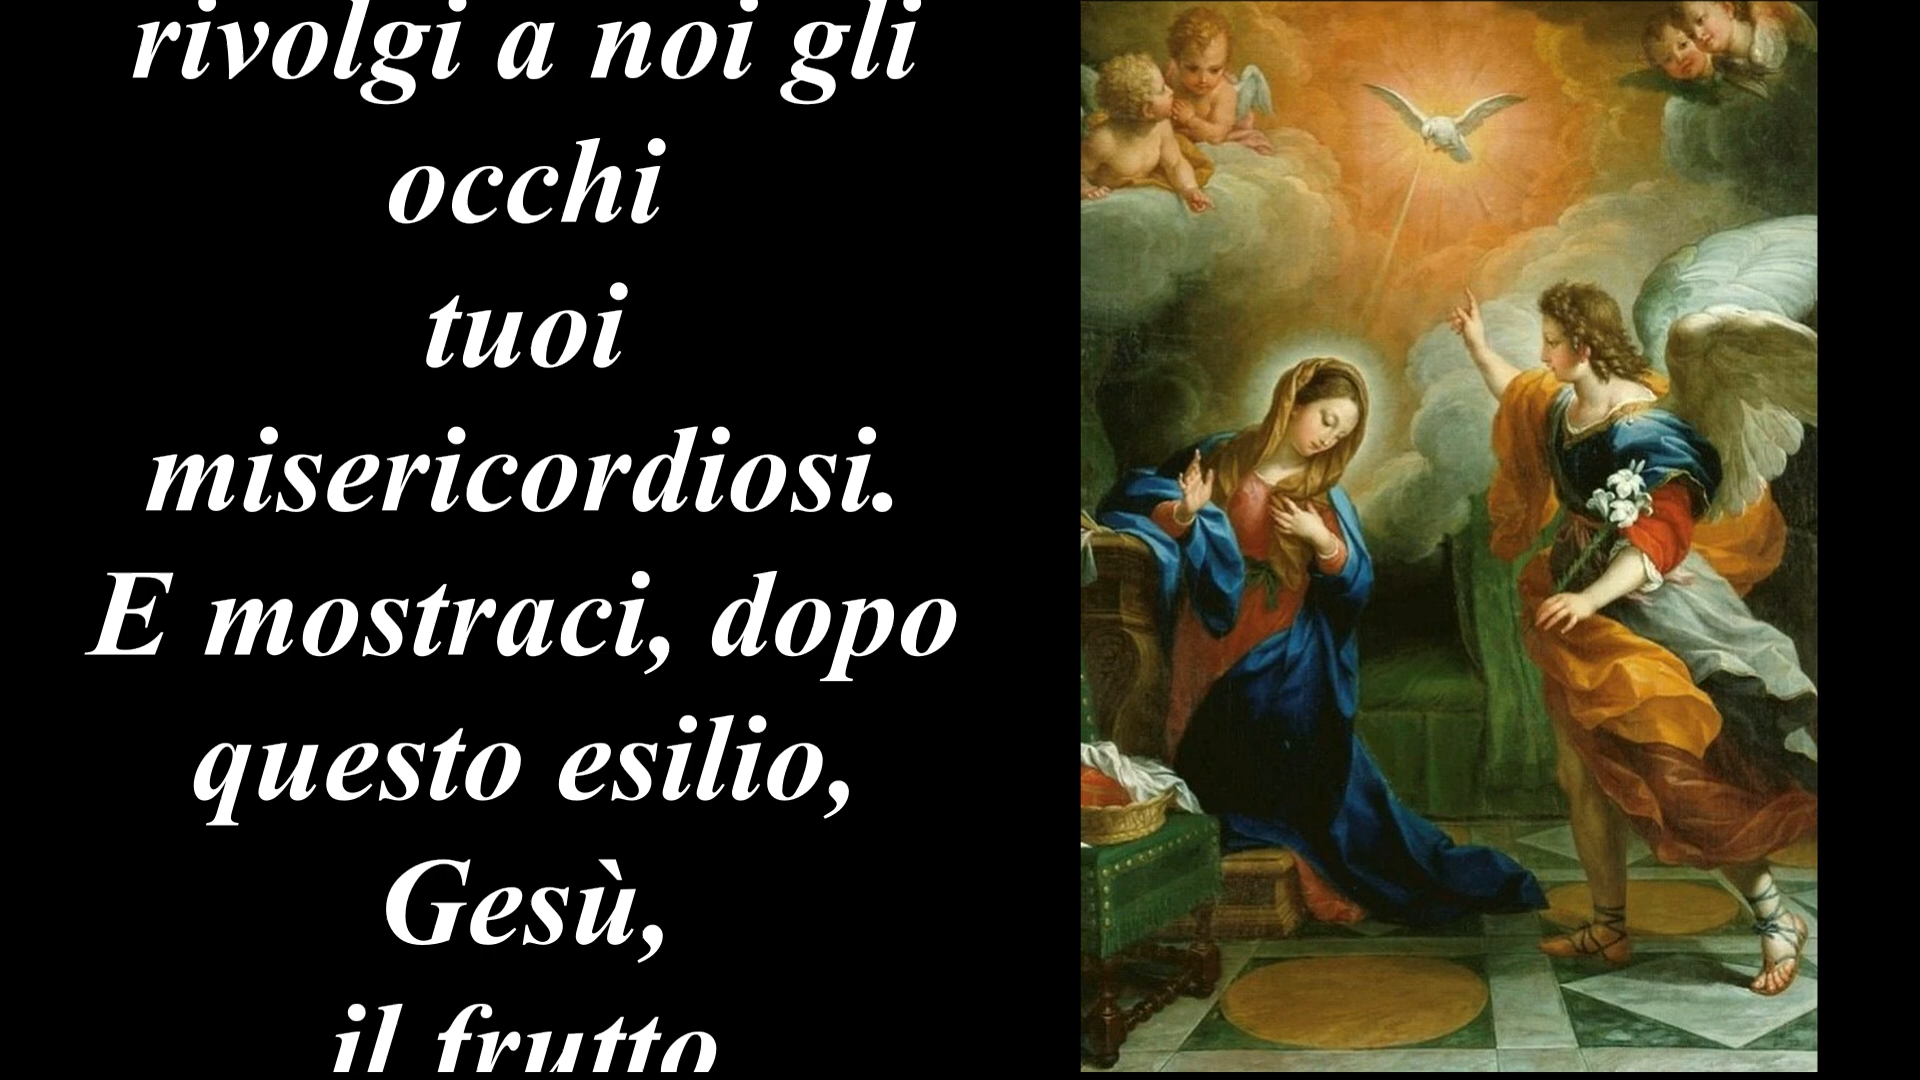 rivolgi a noi gli
occhi
tuoi
misericordiosi.
E mostraci, dopo
questo esilio,
Gesù,
il frutto